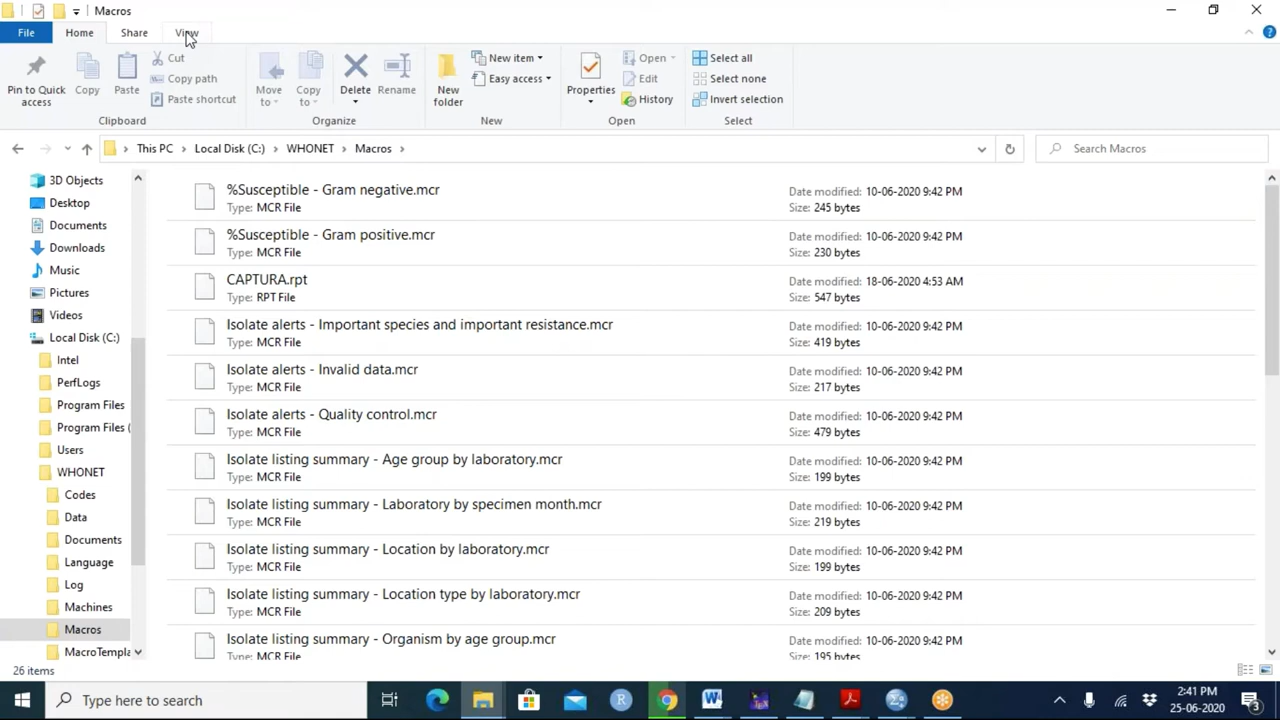 Macros
File Home Share View
Pin to Quick access
Copy
Paste
Cut
Copy path
Paste shortcut
Clipboard
Move to
Copy to
Delete
Rename
Organize
New folder
New item
Easy access
New
Properties
Open
Edit
History
Open
Select all
Select none
Invert selection
Select
This PC Local Disk (C:) WHONET Macros
Search Macros
3D Objects
Desktop
Documents
Downloads
Music
Pictures
Videos
Local Disk (C:)
Intel
PerfLogs
Program Files
Program Files (
Users
WHONET
Codes
Data
Documents
Language
Log
Machines
Macros
MacroTempla
%Susceptible - Gram negative.mcr
Type: MCR File
Date modified: 10-06-2020 9:42 PM
Size: 245 bytes
%Susceptible - Gram positive.mcr
Type: MCR File
Date modified: 10-06-2020 9:42 PM
Size: 230 bytes
CAPTURA.rpt
Type: RPT File
Date modified: 18-06-2020 4:53 AM
Size: 547 bytes
Isolate alerts - Important species and important resistance.mcr
Type: MCR File
Date modified: 10-06-2020 9:42 PM
Size: 419 bytes
Isolate alerts - Invalid data.mcr
Type: MCR File
Date modified: 10-06-2020 9:42 PM
Size: 217 bytes
Isolate alerts - Quality control.mcr
Type: MCR File
Date modified: 10-06-2020 9:42 PM
Size: 479 bytes
Isolate listing summary - Age group by laboratory.mcr
Type: MCR File
Date modified: 10-06-2020 9:42 PM
Size: 199 bytes
Isolate listing summary - Laboratory by specimen month.mcr
Type: MCR File
Date modified: 10-06-2020 9:42 PM
Size: 219 bytes
Isolate listing summary - Location by laboratory.mcr
Type: MCR File
Date modified: 10-06-2020 9:42 PM
Size: 199 bytes
Isolate listing summary - Location type by laboratory.mcr
Type: MCR File
Date modified: 10-06-2020 9:42 PM
Size: 209 bytes
Isolate listing summary - Organism by age group.mcr
Type: MCR File
Date modified: 10-06-2020 9:42 PM
Size: 195 bytes
26 items
Type here to search
2:41 PM
25-06-2020
3